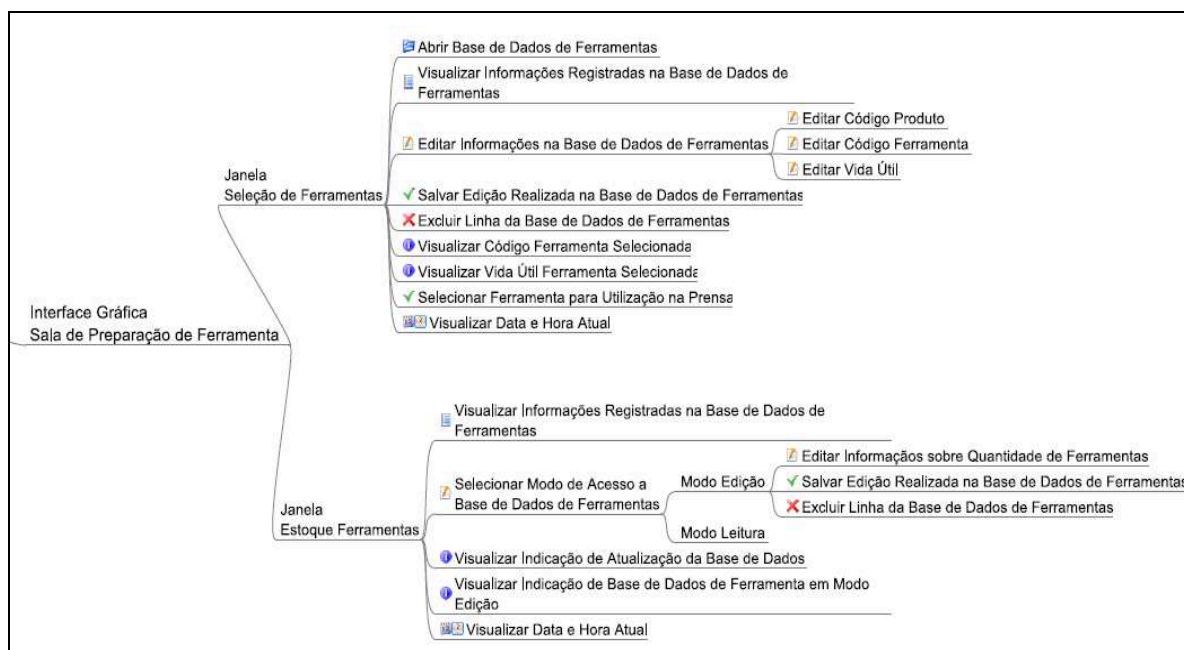 Interface Gráfica
Sala de Preparação de Ferramenta
Janela
Seleção de Ferramentas
Abrir Base de Dados de Ferramentas
Visualizar Informações Registradas na Base de Dados de
Ferramentas
Editar Informações na Base de Dados de Ferramentas
Editar Código Produto
Editar Código Ferramenta
Editar Vida Útil
Salvar Edição Realizada na Base de Dados de Ferramentas
Excluir Linha da Base de Dados de Ferramentas
Visualizar Código Ferramenta Selecionada
Visualizar Vida Útil Ferramenta Selecionada
Selecionar Ferramenta para Utilização na Prensa
Visualizar Data e Hora Atual
Janela
Estoque Ferramentas
Visualizar Informações Registradas na Base de Dados de
Ferramentas
Selecionar Modo de Acesso a
Base de Dados de Ferramentas
Modo Edição
Editar Informaçãos sobre Quantidade de Ferramentas
Salvar Edição Realizada na Base de Dados de Ferramentas
Excluir Linha da Base de Dados de Ferramentas
Modo Leitura
Visualizar Indicação de Atualização da Base de Dados
Visualizar Indicação de Base de Dados de Ferramenta em Modo
Edição
Visualizar Data e Hora Atual